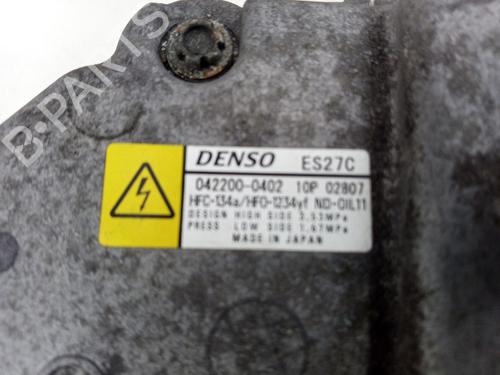 B-PARTS
DENSO ES27C
042200-0402 10P 02807
HFC-134a/HFO-1234yf ND-OIL11
DESIGN HIGH SIDE 3.53MPa
PRESS LOW SIDE 1.67MPa
MADE IN JAPAN